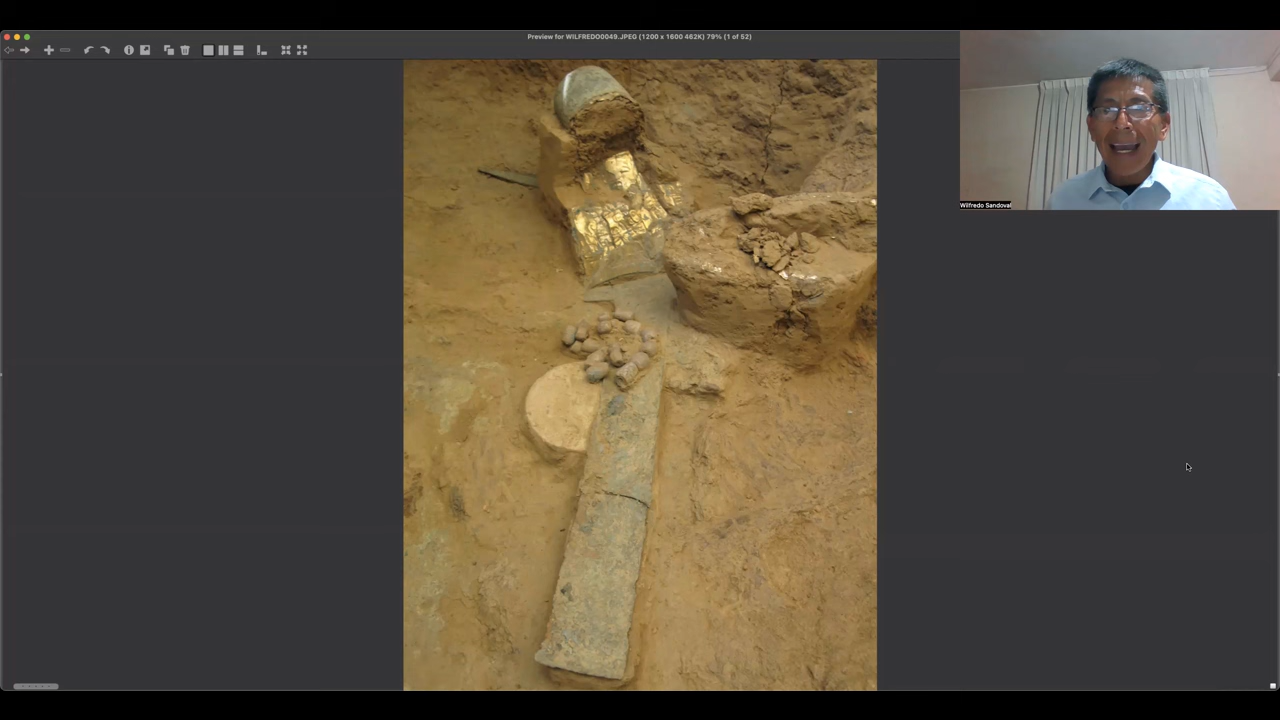 Preview for WILFREDO0049.JPEG (1200 x 1600 462K) 79% (1 of 52)
Wilfredo Sandoval